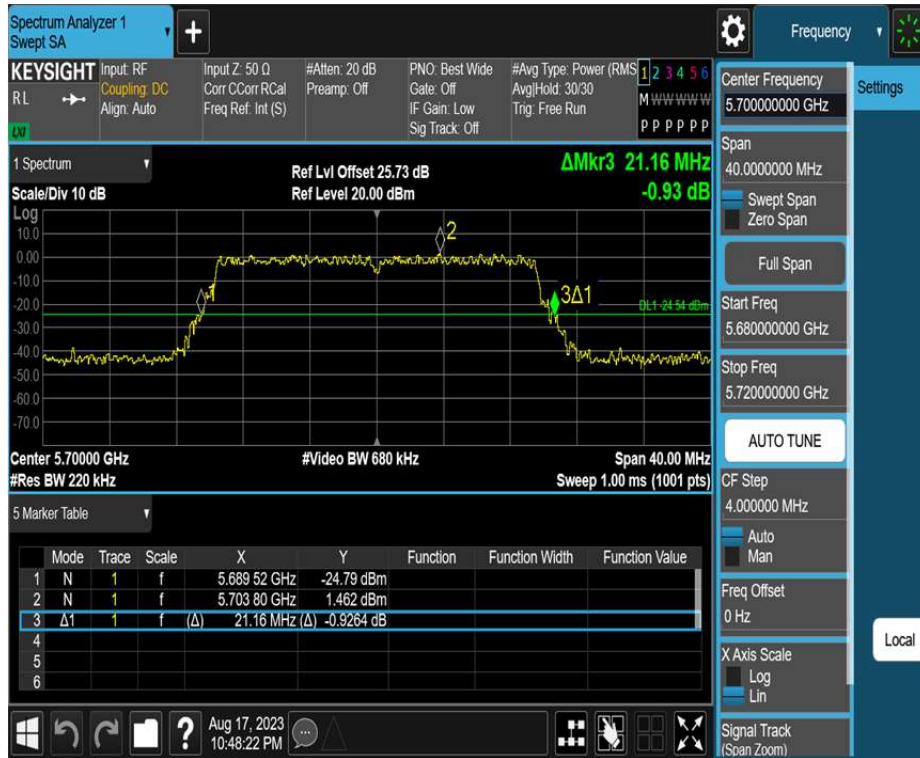 Spectrum Analyzer 1
Swept SA
+
Frequency
KEYSIGHT
RL
LXI
Input: RF
Coupling: DC
Align: Auto
Input Z: 50 Ω
Corr CCorr RCal
Freq Ref: Int (S)
#Atten: 20 dB
Preamp: Off
PNO: Best Wide
Gate: Off
IF Gain: Low
Sig Track: Off
#Avg Type: Power (RMS
Avg|Hold: 30/30
Trig: Free Run
1 2 3 4 5 6
M W W W W W
P P P P P P
Settings
Center Frequency
5.700000000 GHz
Span
40.0000000 MHz
Swept Span
Zero Span
Full Span
Start Freq
5.680000000 GHz
Stop Freq
5.720000000 GHz
AUTO TUNE
CF Step
4.000000 MHz
Auto
Man
Freq Offset
0 Hz
X Axis Scale
Log
Lin
Signal Track
(Span Zoom)
Local
1 Spectrum
Scale/Div 10 dB
Ref Lvl Offset 25.73 dB
Ref Level 20.00 dBm
ΔMkr3 21.16 MHz
-0.93 dB
Log
10.0
0.00
-10.0
-20.0
-30.0
-40.0
-50.0
-60.0
-70.0
2
1
3Δ1
DL1 -24.54 dBm
Center 5.70000 GHz
#Video BW 680 kHz
Span 40.00 MHz
#Res BW 220 kHz
Sweep 1.00 ms (1001 pts)
5 Marker Table
Mode Trace Scale X Y Function Function Width Function Value
1 N 1 f 5.689 52 GHz -24.79 dBm
2 N 1 f 5.703 80 GHz 1.462 dBm
3 Δ1 1 f (Δ) 21.16 MHz (Δ) -0.9264 dB
4
5
6
?
Aug 17, 2023
10:48:22 PM